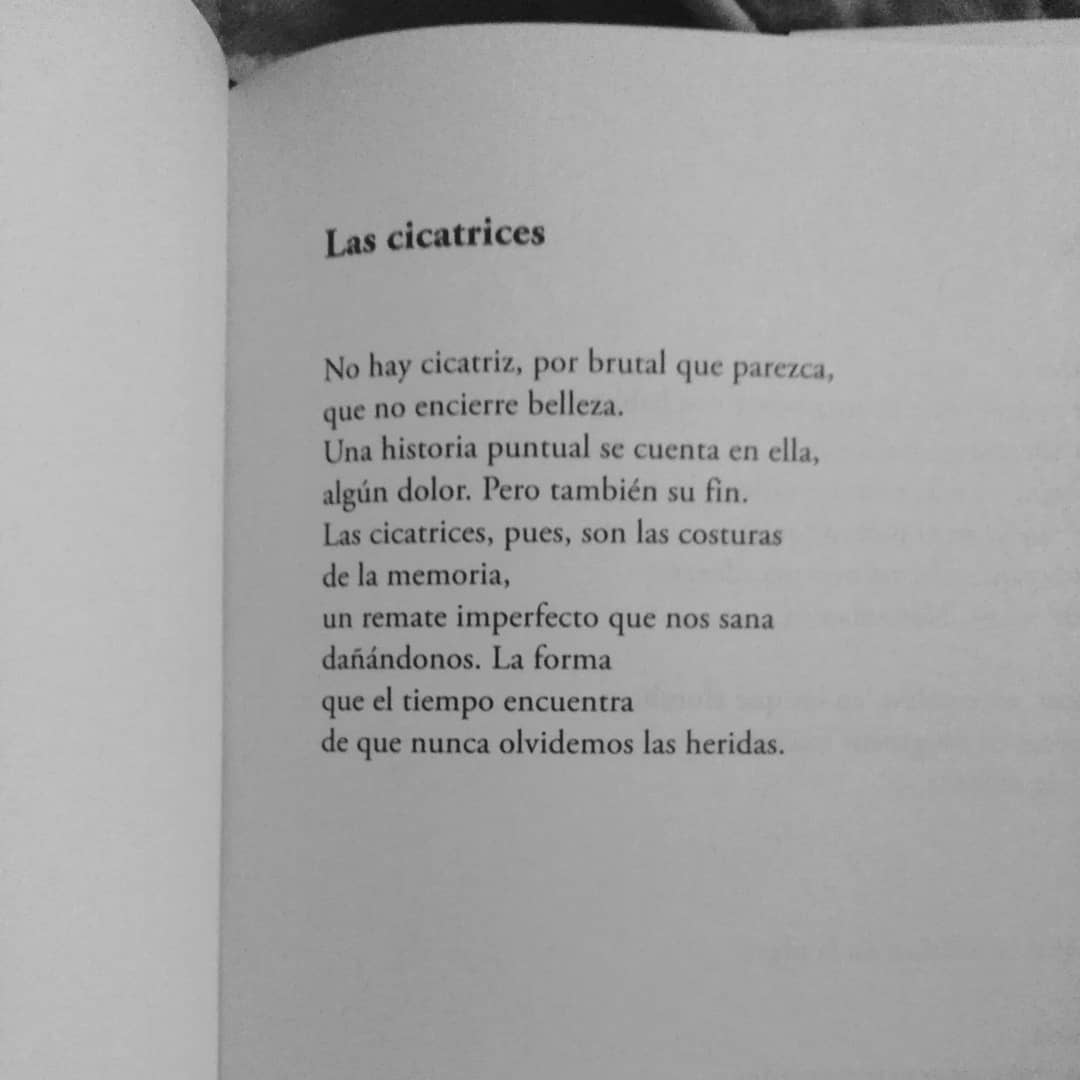 Las cicatrices
No hay cicatriz, por brutal que parezca,
que no encierre belleza.
Una historia puntual se cuenta en ella,
algún dolor. Pero también su fin.
Las cicatrices, pues, son las costuras
de la memoria,
un remate imperfecto que nos sana
dañándonos. La forma
que el tiempo encuentra
de que nunca olvidemos las heridas.